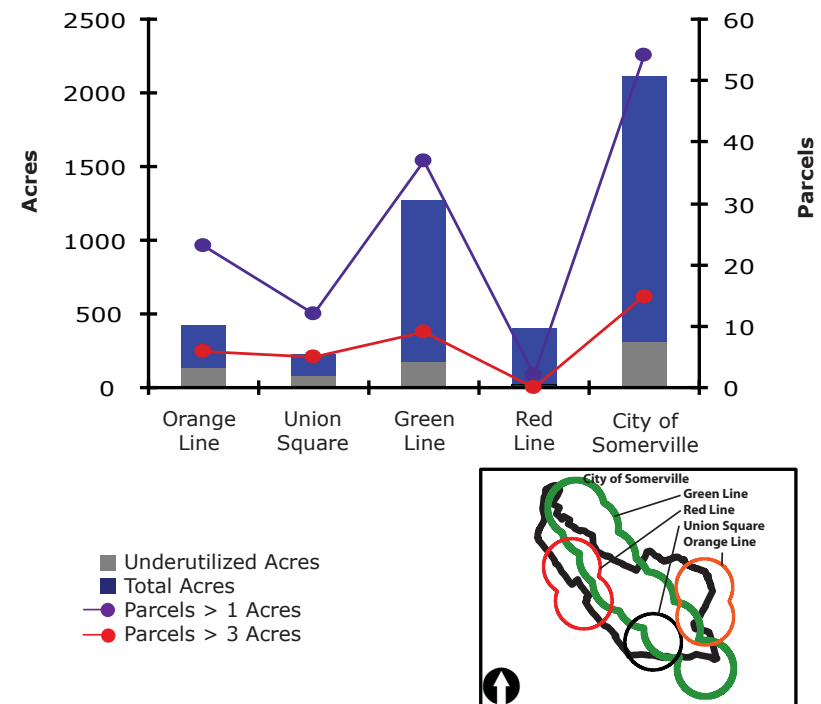 2500
2000
1500
1000
500
0
Acres
60
50
40
30
20
10
0
Parcels
Orange
Line
Union
Square
Green
Line
Red
Line
City of
Somerville
Underutilized Acres
Total Acres
Parcels > 1 Acres
Parcels > 3 Acres
City of Somerville
Green Line
Red Line
Union Square
Orange Line